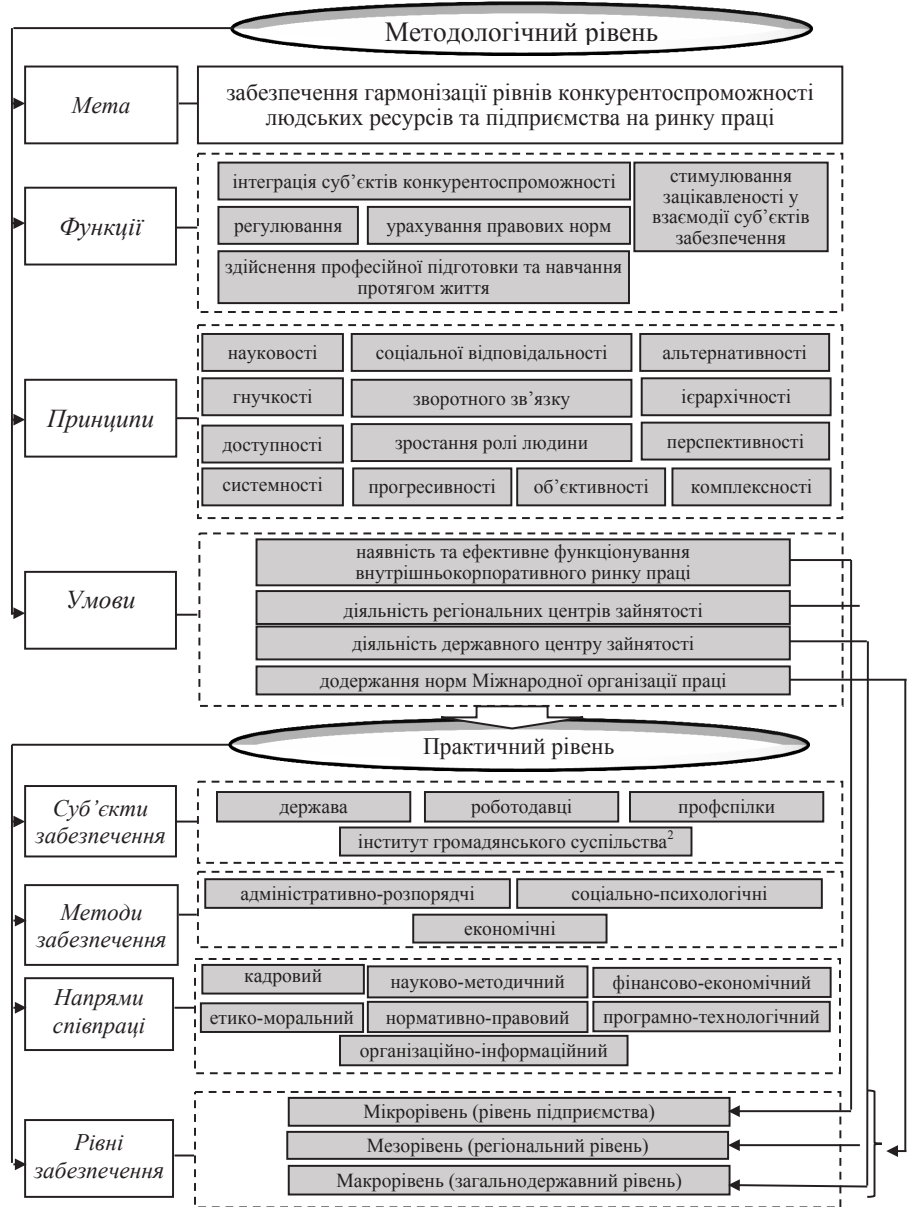 Методологічний рівень
Мета
забезпечення гармонізації рівнів конкурентоспроможності
людських ресурсів та підприємства на ринку праці
Функції
інтеграція суб’єктів конкурентоспроможності
стимулювання
зацікавленості у
взаємодії суб’єктів
забезпечення
регулювання
урахування правових норм
здійснення професійної підготовки та навчання
протягом життя
Принципи
науковості
соціальної відповідальності
альтернативності
гнучкості
зворотного зв’язку
ієрархічності
доступності
зростання ролі людини
перспективності
системності
прогресивності
об’єктивності
комплексності
Умови
наявність та ефективне функціонування
внутрішньокорпоративного ринку праці
діяльність регіональних центрів зайнятості
діяльність державного центру зайнятості
додержання норм Міжнародної організації праці
Практичний рівень
Суб’єкти
забезпечення
держава
роботодавці
профспілки
інститут громадянського суспільства²
Методи
забезпечення
адміністративно-розпорядчі
соціально-психологічні
економічні
Напрями
співпраці
кадровий
науково-методичний
фінансово-економічний
етико-моральний
нормативно-правовий
програмно-технологічний
організаційно-інформаційний
Рівні
забезпечення
Мікрорівень (рівень підприємства)
Мезорівень (регіональний рівень)
Макрорівень (загальнодержавний рівень)